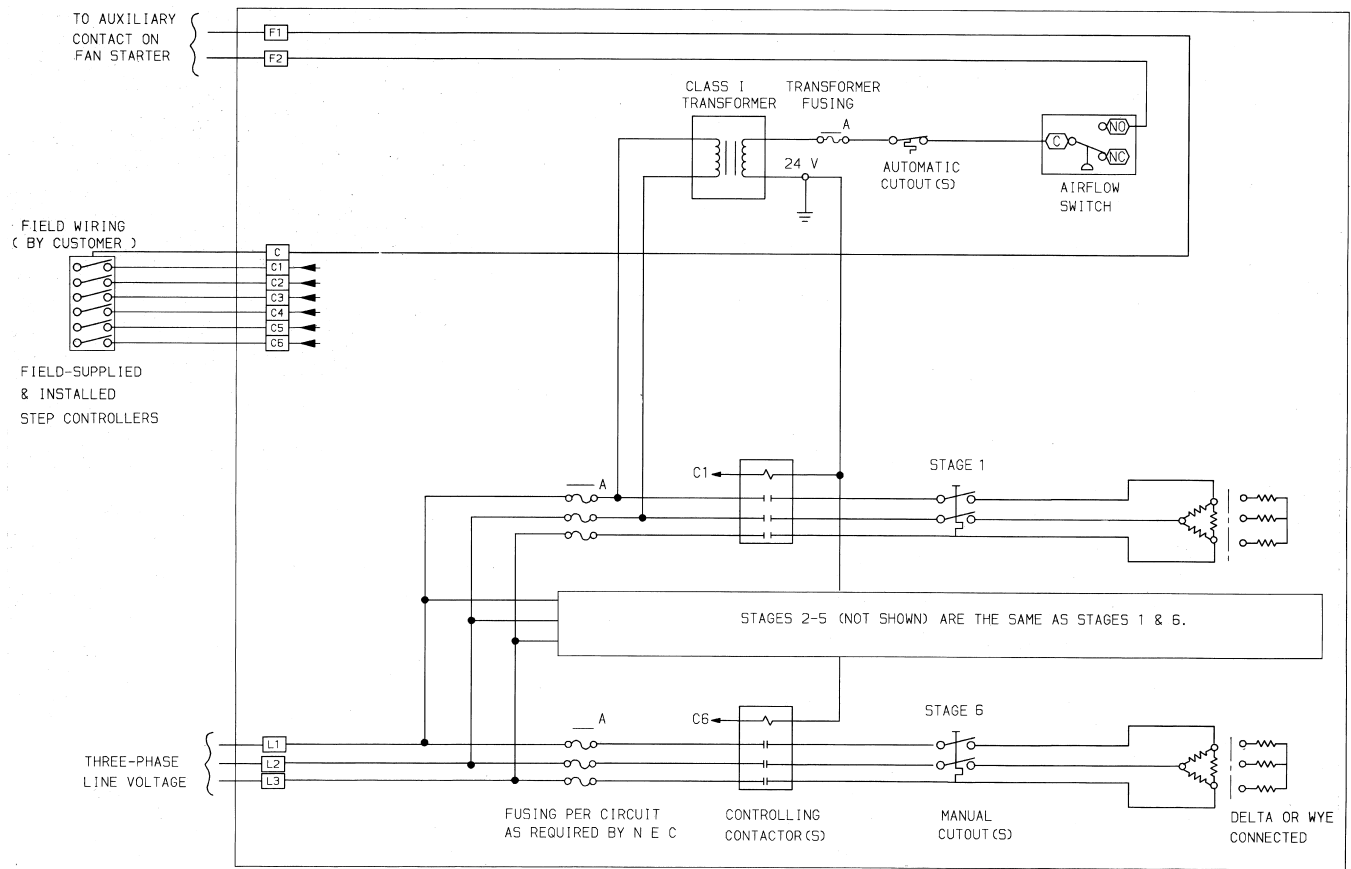 TO AUXILIARY
CONTACT ON
FAN STARTER
F1
F2
CLASS I
TRANSFORMER
TRANSFORMER
FUSING
A
24 V
AUTOMATIC
CUTOUT(S)
C
NO
NC
AIRFLOW
SWITCH
FIELD WIRING
( BY CUSTOMER )
C
C1
C2
C3
C4
C5
C6
FIELD-SUPPLIED
& INSTALLED
STEP CONTROLLERS
A
C1
STAGE 1
STAGES 2-5 (NOT SHOWN) ARE THE SAME AS STAGES 1 & 6.
A
C6
STAGE 6
THREE-PHASE
LINE VOLTAGE
L1
L2
L3
FUSING PER CIRCUIT
AS REQUIRED BY N E C
CONTROLLING
CONTACTOR(S)
MANUAL
CUTOUT(S)
DELTA OR WYE
CONNECTED